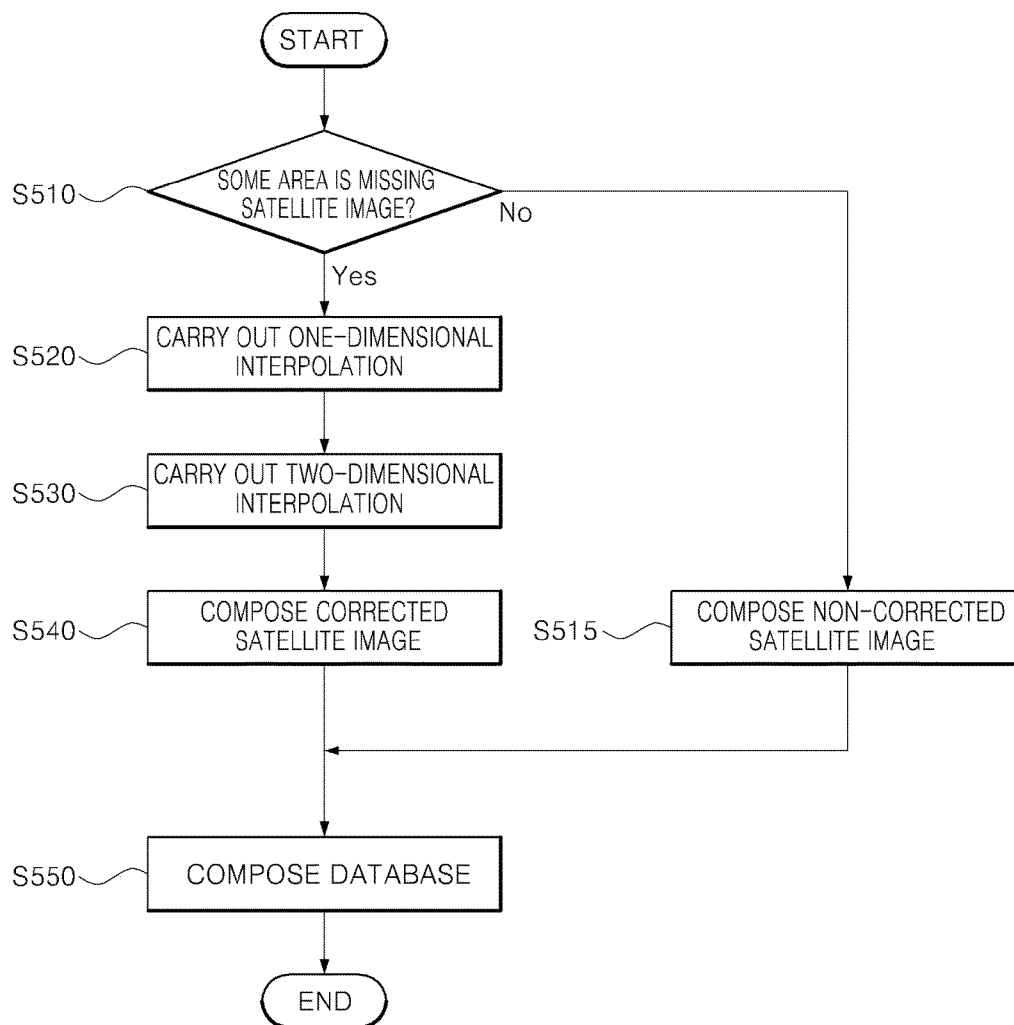 START
S510
SOME AREA IS MISSING
SATELLITE IMAGE?
No
Yes
S520
CARRY OUT ONE-DIMENSIONAL
INTERPOLATION
S530
CARRY OUT TWO-DIMENSIONAL
INTERPOLATION
S540
COMPOSE CORRECTED
SATELLITE IMAGE
S515
COMPOSE NON-CORRECTED
SATELLITE IMAGE
S550
COMPOSE DATABASE
END